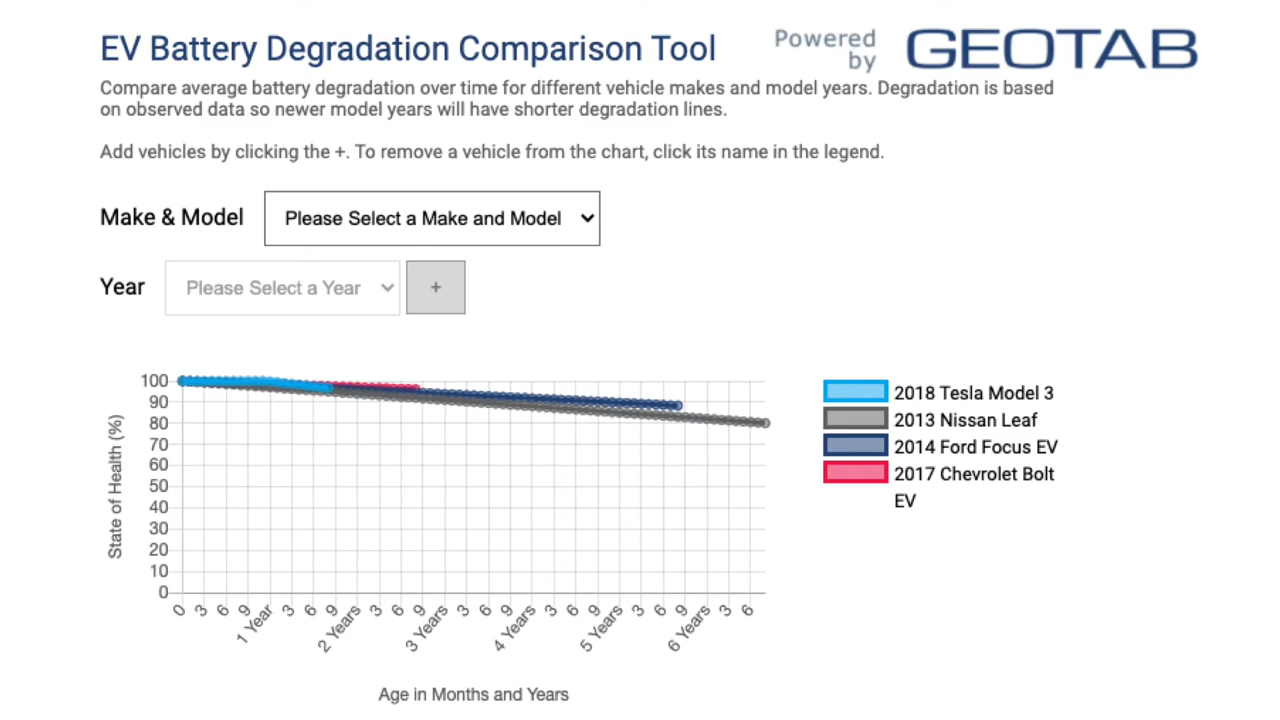 EV Battery Degradation Comparison Tool
Powered
by
GEOTAB
Compare average battery degradation over time for different vehicle makes and model years. Degradation is based
on observed data so newer model years will have shorter degradation lines.
Add vehicles by clicking the +. To remove a vehicle from the chart, click its name in the legend.
Make & Model
Please Select a Make and Model
Year
Please Select a Year
+
State of Health (%)
100
90
80
70
60
50
40
30
20
10
0
0 3 6 9 1 Year 3 6 9 2 Years 3 6 9 3 Years 3 6 9 4 Years 3 6 9 5 Years 3 6 9 6 Years 3 6
Age in Months and Years
2018 Tesla Model 3
2013 Nissan Leaf
2014 Ford Focus EV
2017 Chevrolet Bolt
EV